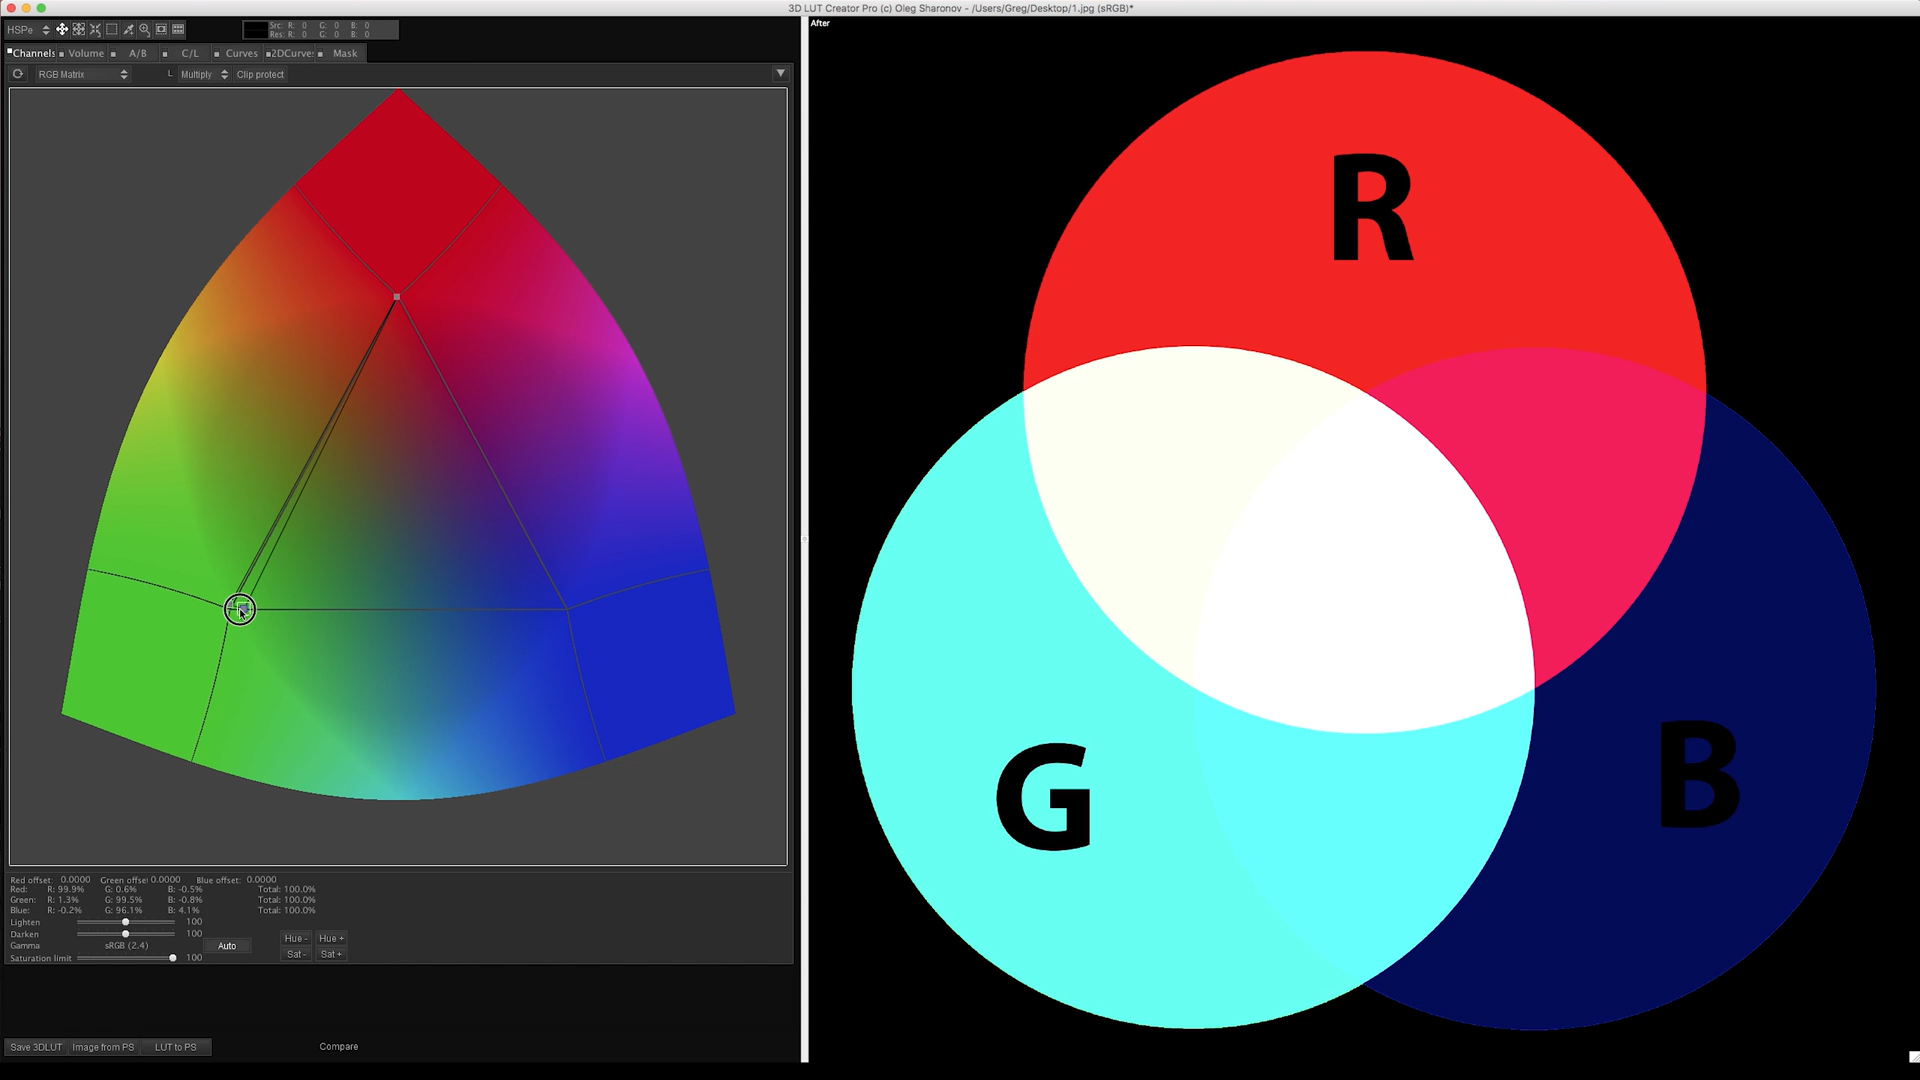 3D LUT Creator Pro (c) Oleg Sharonov - /Users/Greg/Desktop/1.jpg (sRGB)*
HSPe
Src: R: 0 G: 0 B: 0
Res: R: 0 G: 0 B: 0
After
Channels Volume A/B C/L Curves 2DCurve: Mask
RGB Matrix L Multiply Clip protect
R
G
B
Red offset: 0.0000 Green offset 0.0000 Blue offset: 0.0000
Red: R: 99.9% G: 0.6% B: -0.5% Total: 100.0%
Green: R: 1.3% G: 99.5% B: -0.8% Total: 100.0%
Blue: R: -0.2% G: 96.1% B: 4.1% Total: 100.0%
Lighten 100
Darken 100
Gamma sRGB (2.4) Auto Hue - Hue +
Sat - Sat +
Saturation limit 100
Save 3DLUT Image from PS LUT to PS Compare